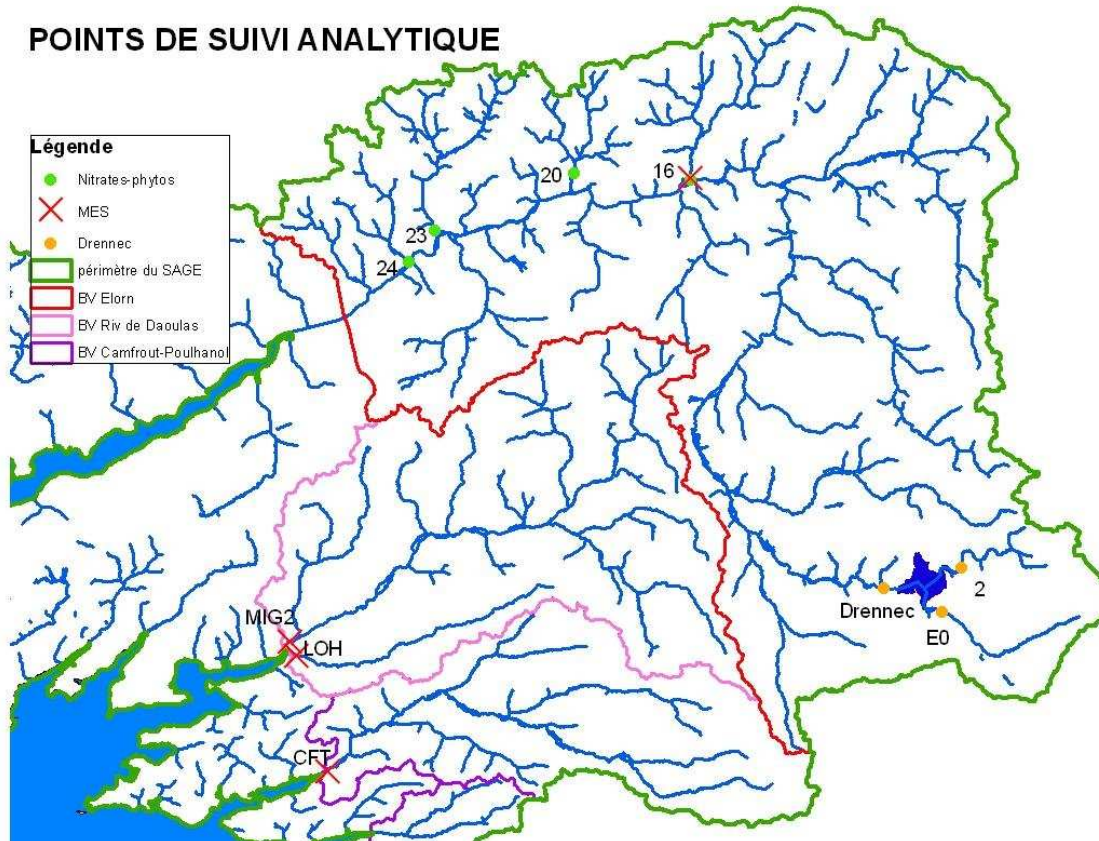 POINTS DE SUIVI ANALYTIQUE
Légende
Nitrates-phytos
MES
Drennec
périmètre du SAGE
BV Elorn
BV Riv de Daoulas
BV Camfrout-Poulhanol
16
20
23
24
2
Drennec
E0
MIG2
LOH
CFT